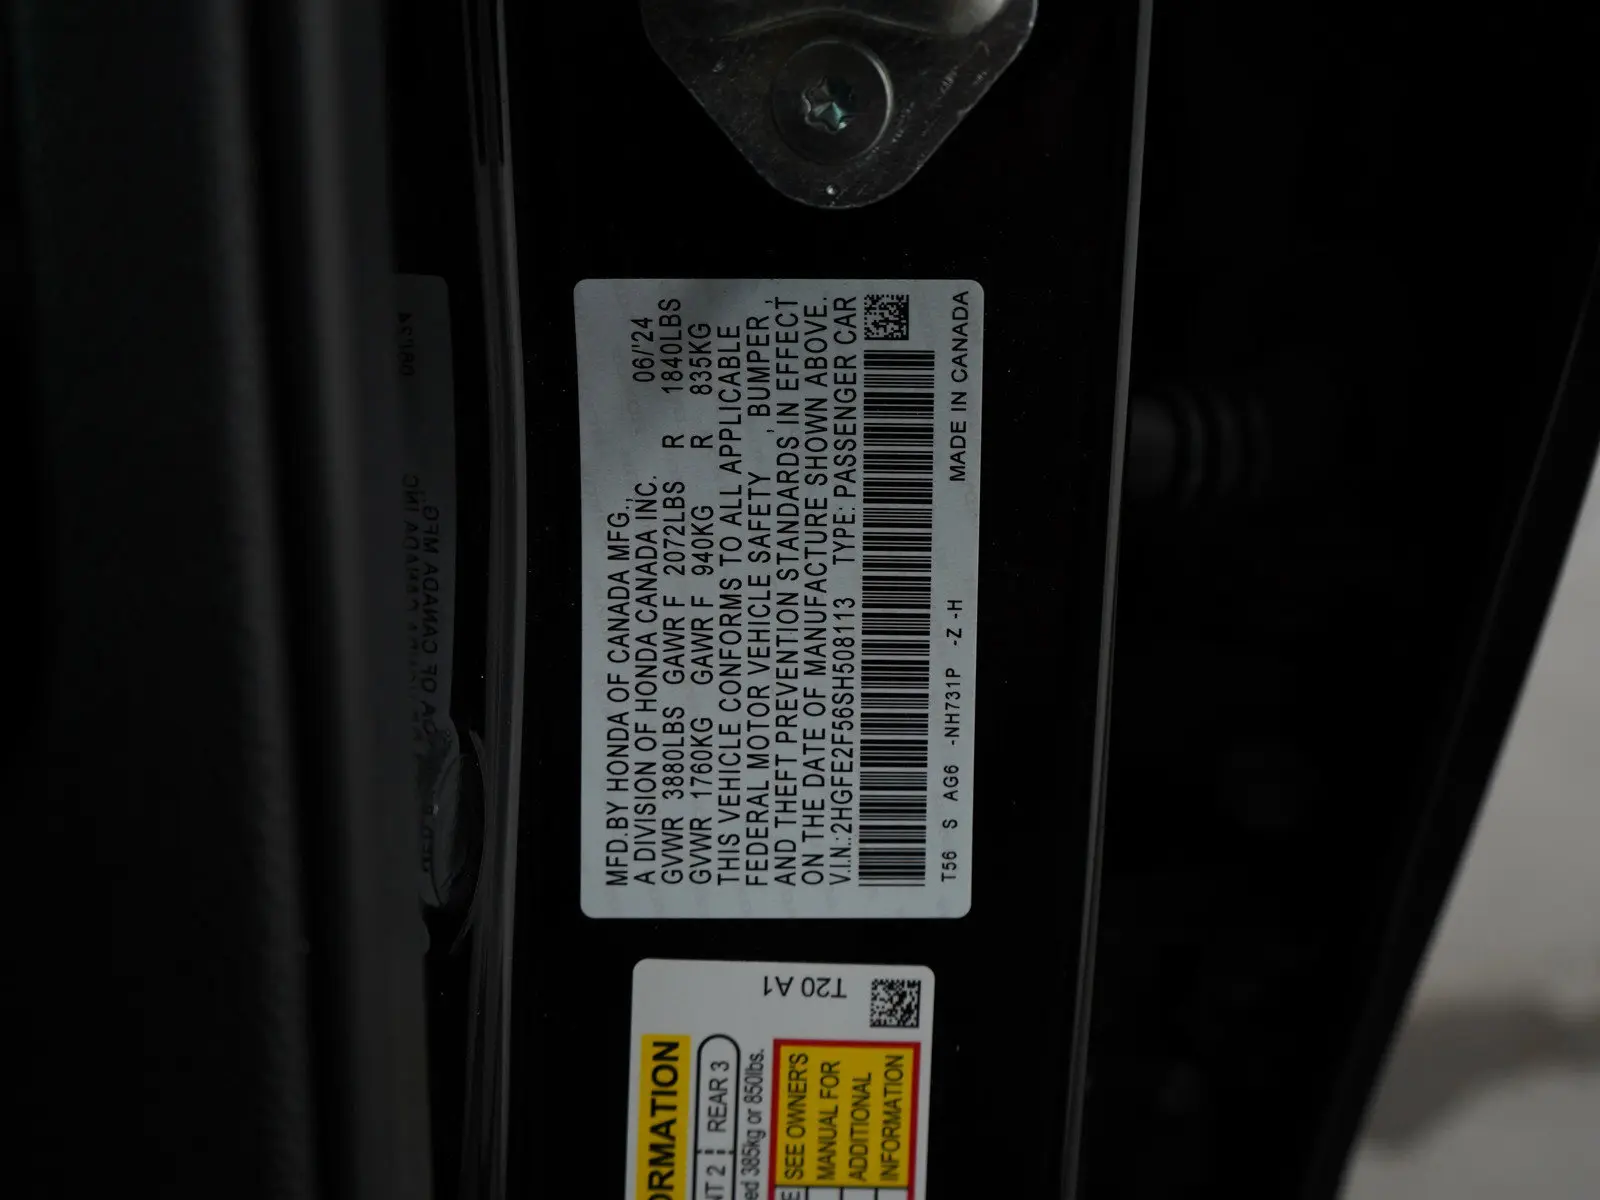 MFD.BY HONDA OF CANADA MFG., 06/'24
A DIVISION OF HONDA CANADA INC.
GVWR 3880LBS GAWR F 2072LBS R 1840LBS
GVWR 1760KG GAWR F 940KG R 835KG
THIS VEHICLE CONFORMS TO ALL APPLICABLE
FEDERAL MOTOR VEHICLE SAFETY, BUMPER,
AND THEFT PREVENTION STANDARDS IN EFFECT
ON THE DATE OF MANUFACTURE SHOWN ABOVE.
V.I.N.:2HGFE2F56SH508113 TYPE: PASSENGER CAR
T56 S AG6 -NH731P -Z -H MADE IN CANADA
T20 A1
REAR 3
385kg or 850lbs.
SEE OWNER'S
MANUAL FOR
ADDITIONAL
INFORMATION